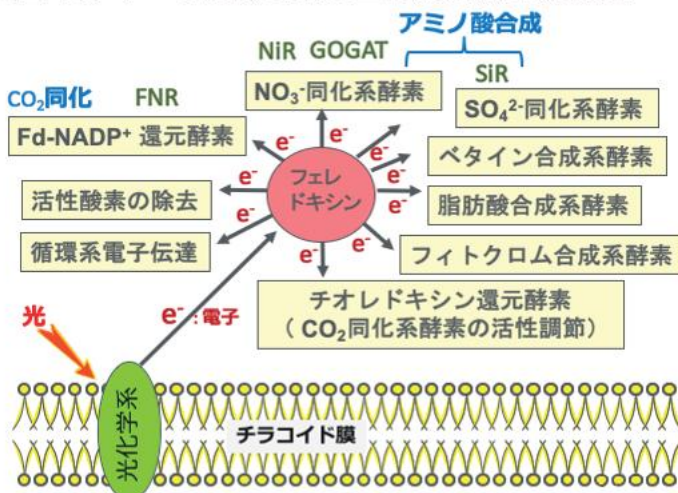 アミノ酸合成
NiR GOGAT
SiR
CO₂同化 FNR
NO₃⁻同化系酵素
SO₄²⁻同化系酵素
Fd-NADP⁺ 還元酵素
ベタイン合成系酵素
フェレ
ドキシン
活性酸素の除去
脂肪酸合成系酵素
循環系電子伝達
フィトクロム合成系酵素
e⁻
e⁻
e⁻
e⁻
e⁻
e⁻
e⁻
e⁻
e⁻
e⁻
チオレドキシン還元酵素
( CO₂同化系酵素の活性調節）
光
e⁻:電子
光化学系
チラコイド膜